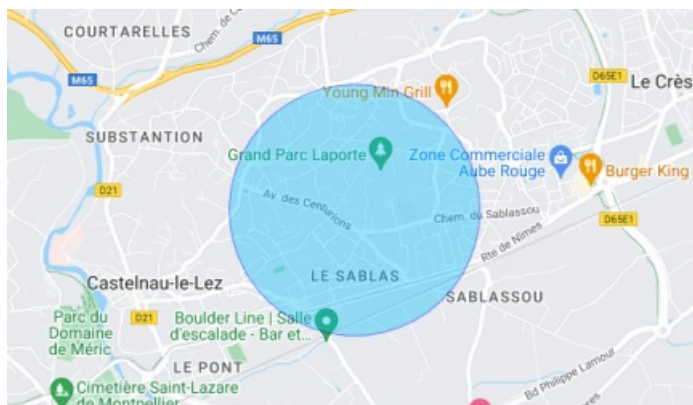 COURTARELLES
Chem. de C
M65
M65
D65E1
Le Crès
Young Min Grill
SUBSTANTION
Grand Parc Laporte
Zone Commerciale
Aube Rouge
Burger King
D21
Av. des Centurions
Chem. du Sablassou
D65E1
Rte de Nîmes
LE SABLAS
Castelnau-le-Lez
SABLASSOU
Parc du
Domaine
de Méric
D21
Boulder Line | Salle
d'escalade - Bar et...
LE PONT
Bd Philippe Lamour
Cimetière Saint-Lazare
de Montpellier